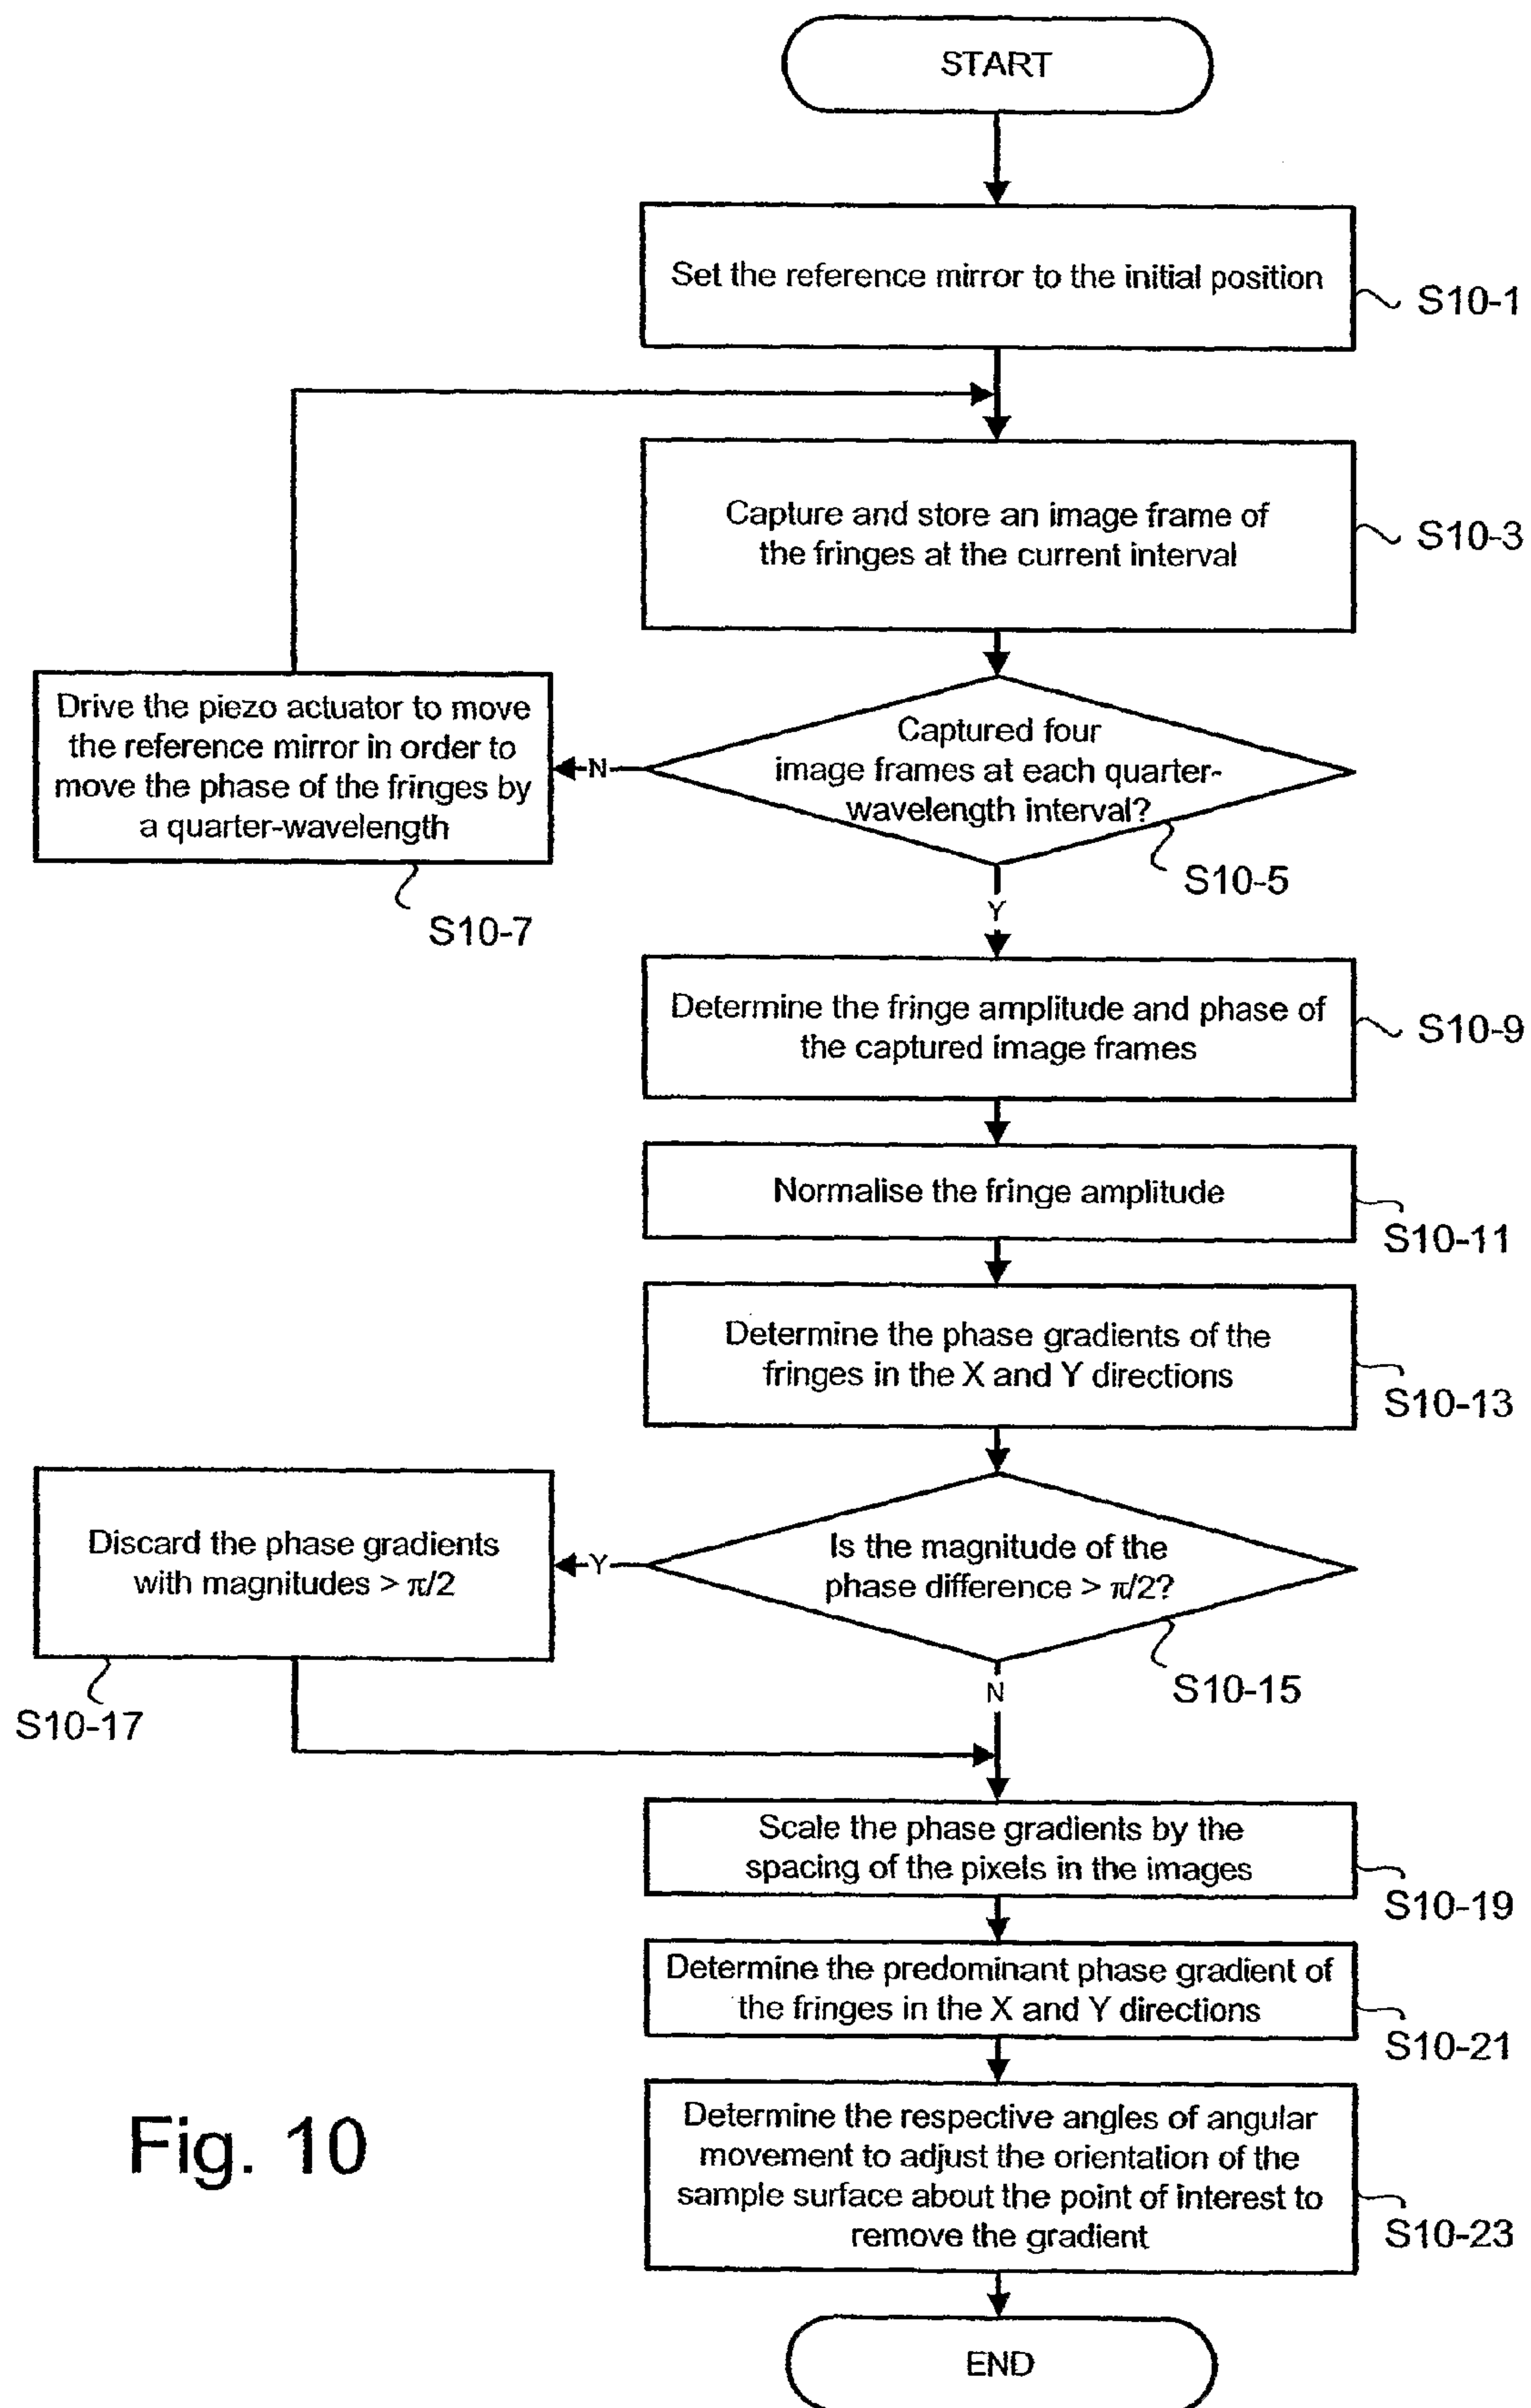 START
Set the reference mirror to the initial position
S10-1
Capture and store an image frame of
the fringes at the current interval
S10-3
Drive the piezo actuator to move
the reference mirror in order to
move the phase of the fringes by
a quarter-wavelength
S10-7
N
Captured four
image frames at each quarter-
wavelength interval?
S10-5
Y
Determine the fringe amplitude and phase of
the captured image frames
S10-9
Normalise the fringe amplitude
S10-11
Determine the phase gradients of the
fringes in the X and Y directions
S10-13
Discard the phase gradients
with magnitudes > π/2
S10-17
Y
Is the magnitude of the
phase difference > π/2?
S10-15
N
Scale the phase gradients by the
spacing of the pixels in the images
S10-19
Determine the predominant phase gradient of
the fringes in the X and Y directions
S10-21
Determine the respective angles of angular
movement to adjust the orientation of the
sample surface about the point of interest to
remove the gradient
S10-23
Fig. 10
END